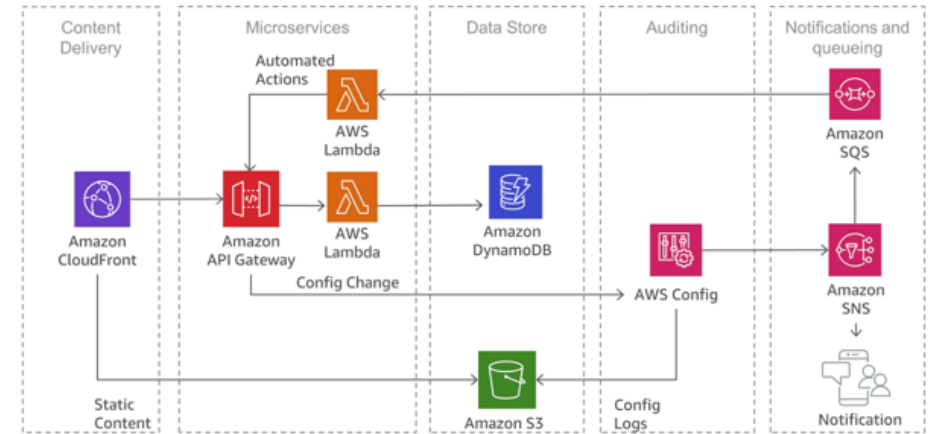 Content
Delivery
Microservices
Data Store
Auditing
Notifications and
queueing
Automated
Actions
AWS
Lambda
Amazon
SQS
Amazon
CloudFront
Amazon
API Gateway
AWS
Lambda
Amazon
DynamoDB
Config Change
AWS Config
Amazon
SNS
Static
Content
Amazon S3
Config
Logs
Notification